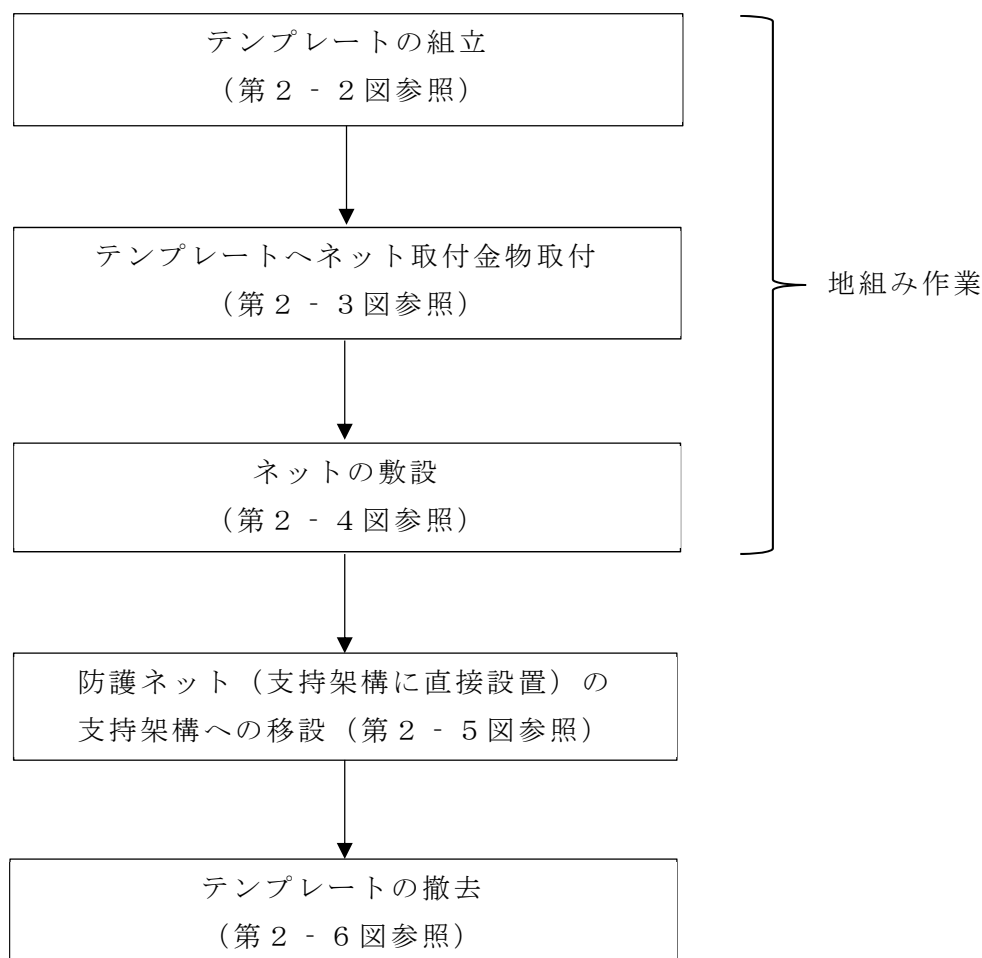 テンプレートの組立
（第２‐２図参照）
テンプレートへネット取付金物取付
（第２‐３図参照）
地組み作業
ネットの敷設
（第２‐４図参照）
防護ネット（支持架構に直接設置）の
支持架構への移設（第２‐５図参照）
テンプレートの撤去
（第２‐６図参照）